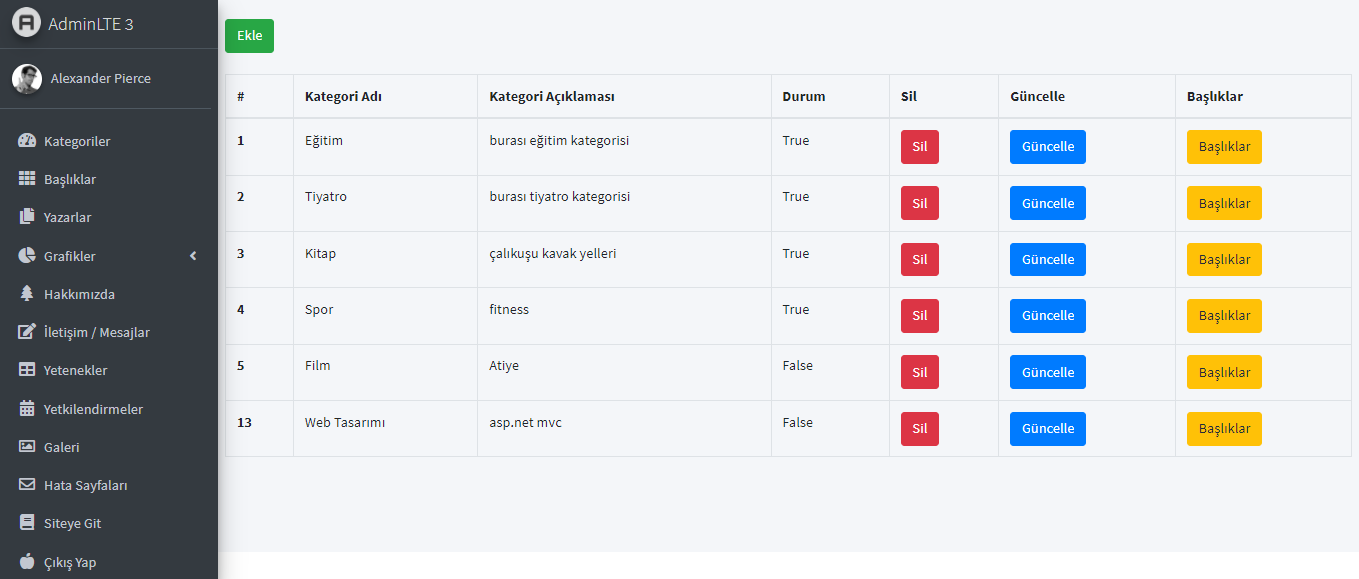 AdminLTE 3
Alexander Pierce
Kategoriler
Başlıklar
Yazarlar
Grafikler
Hakkımızda
İletişim / Mesajlar
Yetenekler
Yetkilendirmeler
Galeri
Hata Sayfaları
Siteye Git
Çıkış Yap
Ekle
# Kategori Adı Kategori Açıklaması Durum Sil Güncelle Başlıklar
1 Eğitim burası eğitim kategorisi True Sil Güncelle Başlıklar
2 Tiyatro burası tiyatro kategorisi True Sil Güncelle Başlıklar
3 Kitap çalıkuşu kavak yelleri True Sil Güncelle Başlıklar
4 Spor fitness True Sil Güncelle Başlıklar
5 Film Atiye False Sil Güncelle Başlıklar
13 Web Tasarımı asp.net mvc False Sil Güncelle Başlıklar